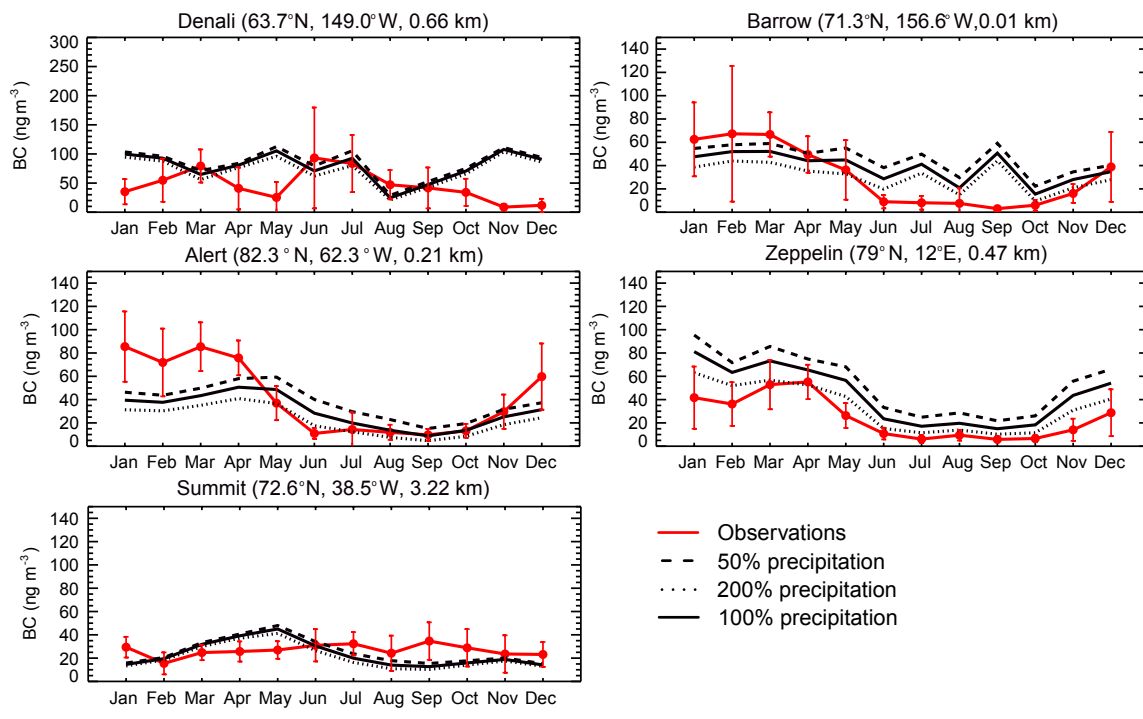 Denali (63.7°N, 149.0°W, 0.66 km)
300
250
200
150
100
50
0
BC (ng m-3)
Jan Feb Mar Apr May Jun Jul Aug Sep Oct Nov Dec
Barrow (71.3°N, 156.6°W,0.01 km)
140
120
100
80
60
40
20
0
BC (ng m-3)
Jan Feb Mar Apr May Jun Jul Aug Sep Oct Nov Dec
Alert (82.3°N, 62.3°W, 0.21 km)
140
120
100
80
60
40
20
0
BC (ng m-3)
Jan Feb Mar Apr May Jun Jul Aug Sep Oct Nov Dec
Zeppelin (79°N, 12°E, 0.47 km)
140
120
100
80
60
40
20
0
BC (ng m-3)
Jan Feb Mar Apr May Jun Jul Aug Sep Oct Nov Dec
Summit (72.6°N, 38.5°W, 3.22 km)
140
120
100
80
60
40
20
0
BC (ng m-3)
Jan Feb Mar Apr May Jun Jul Aug Sep Oct Nov Dec
Observations
50% precipitation
200% precipitation
100% precipitation